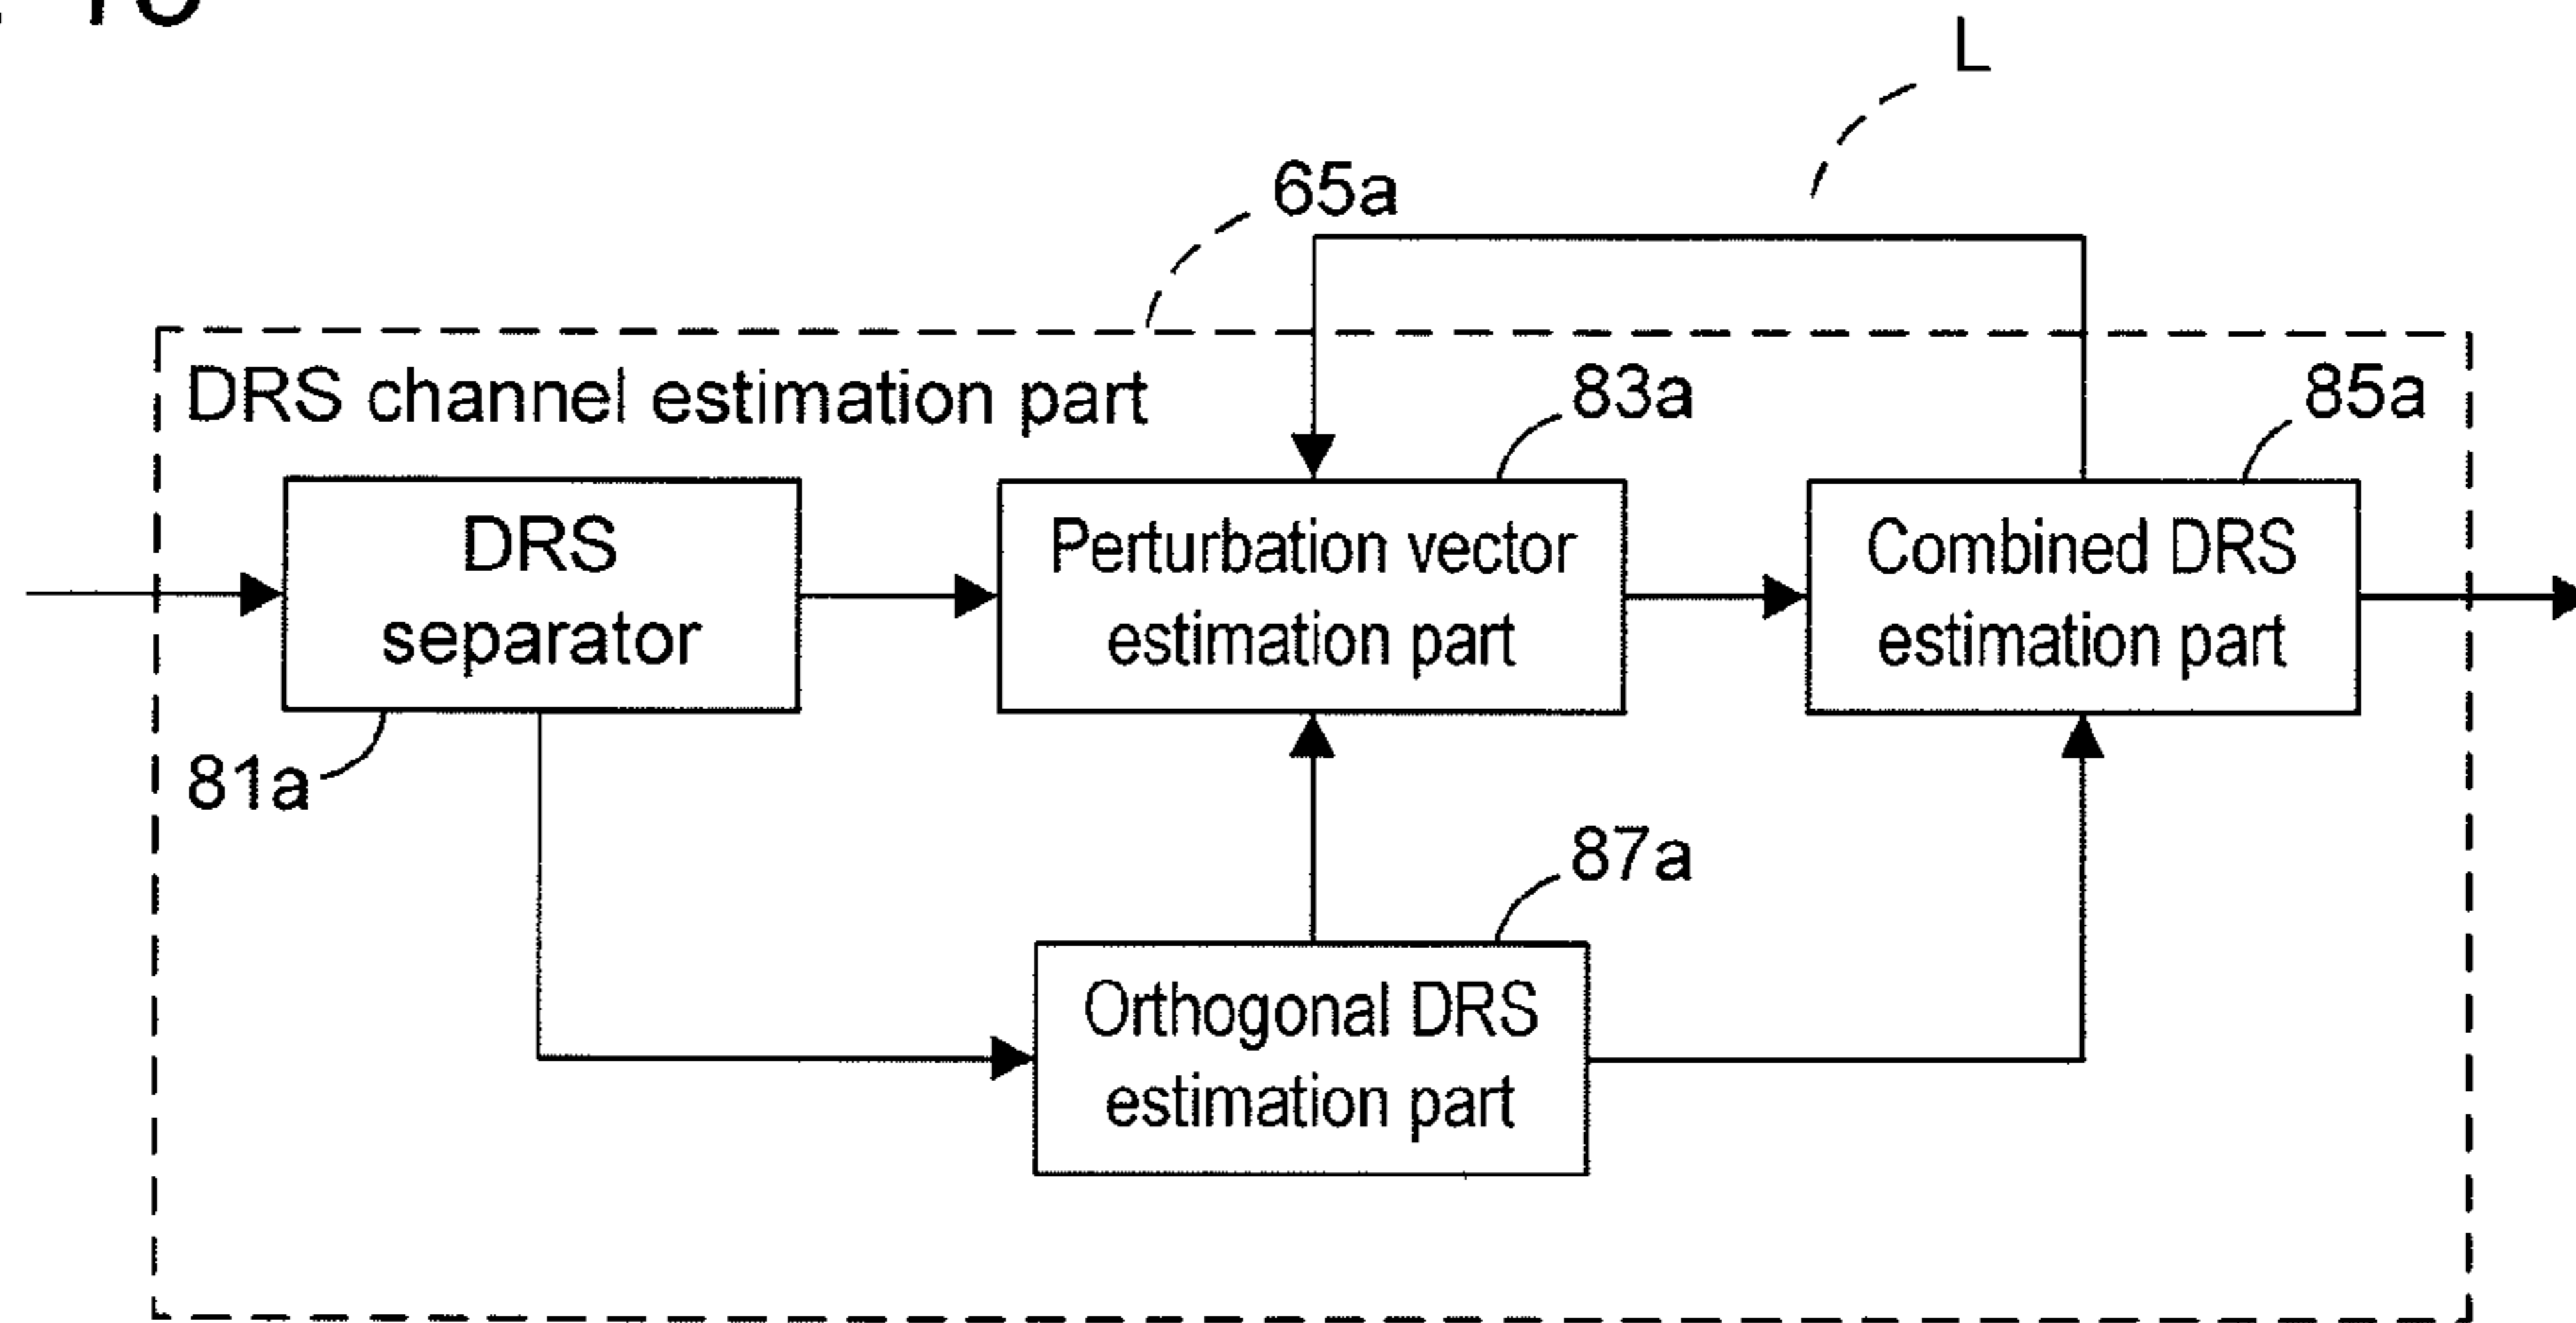 L
65a
DRS channel estimation part
83a
85a
DRS
separator
Perturbation vector
estimation part
Combined DRS
estimation part
81a
87a
Orthogonal DRS
estimation part